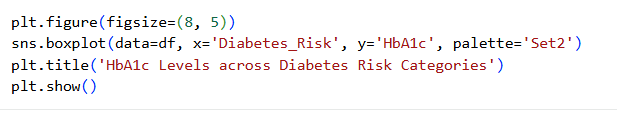 plt.figure(figsize=(8, 5))
sns.boxplot(data=df, x='Diabetes_Risk', y='HbA1c', palette='Set2')
plt.title('HbA1c Levels across Diabetes Risk Categories')
plt.show()